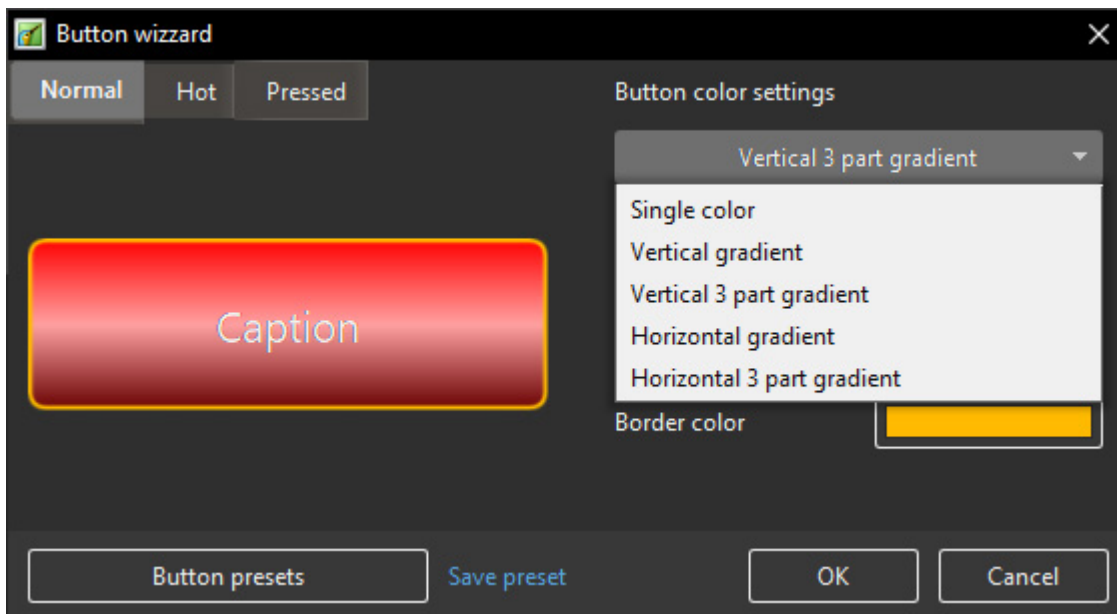 Button wizzard
Normal Hot Pressed
Button color settings
Vertical 3 part gradient
Single color
Vertical gradient
Vertical 3 part gradient
Horizontal gradient
Horizontal 3 part gradient
Caption
Border color
Button presets Save preset OK Cancel